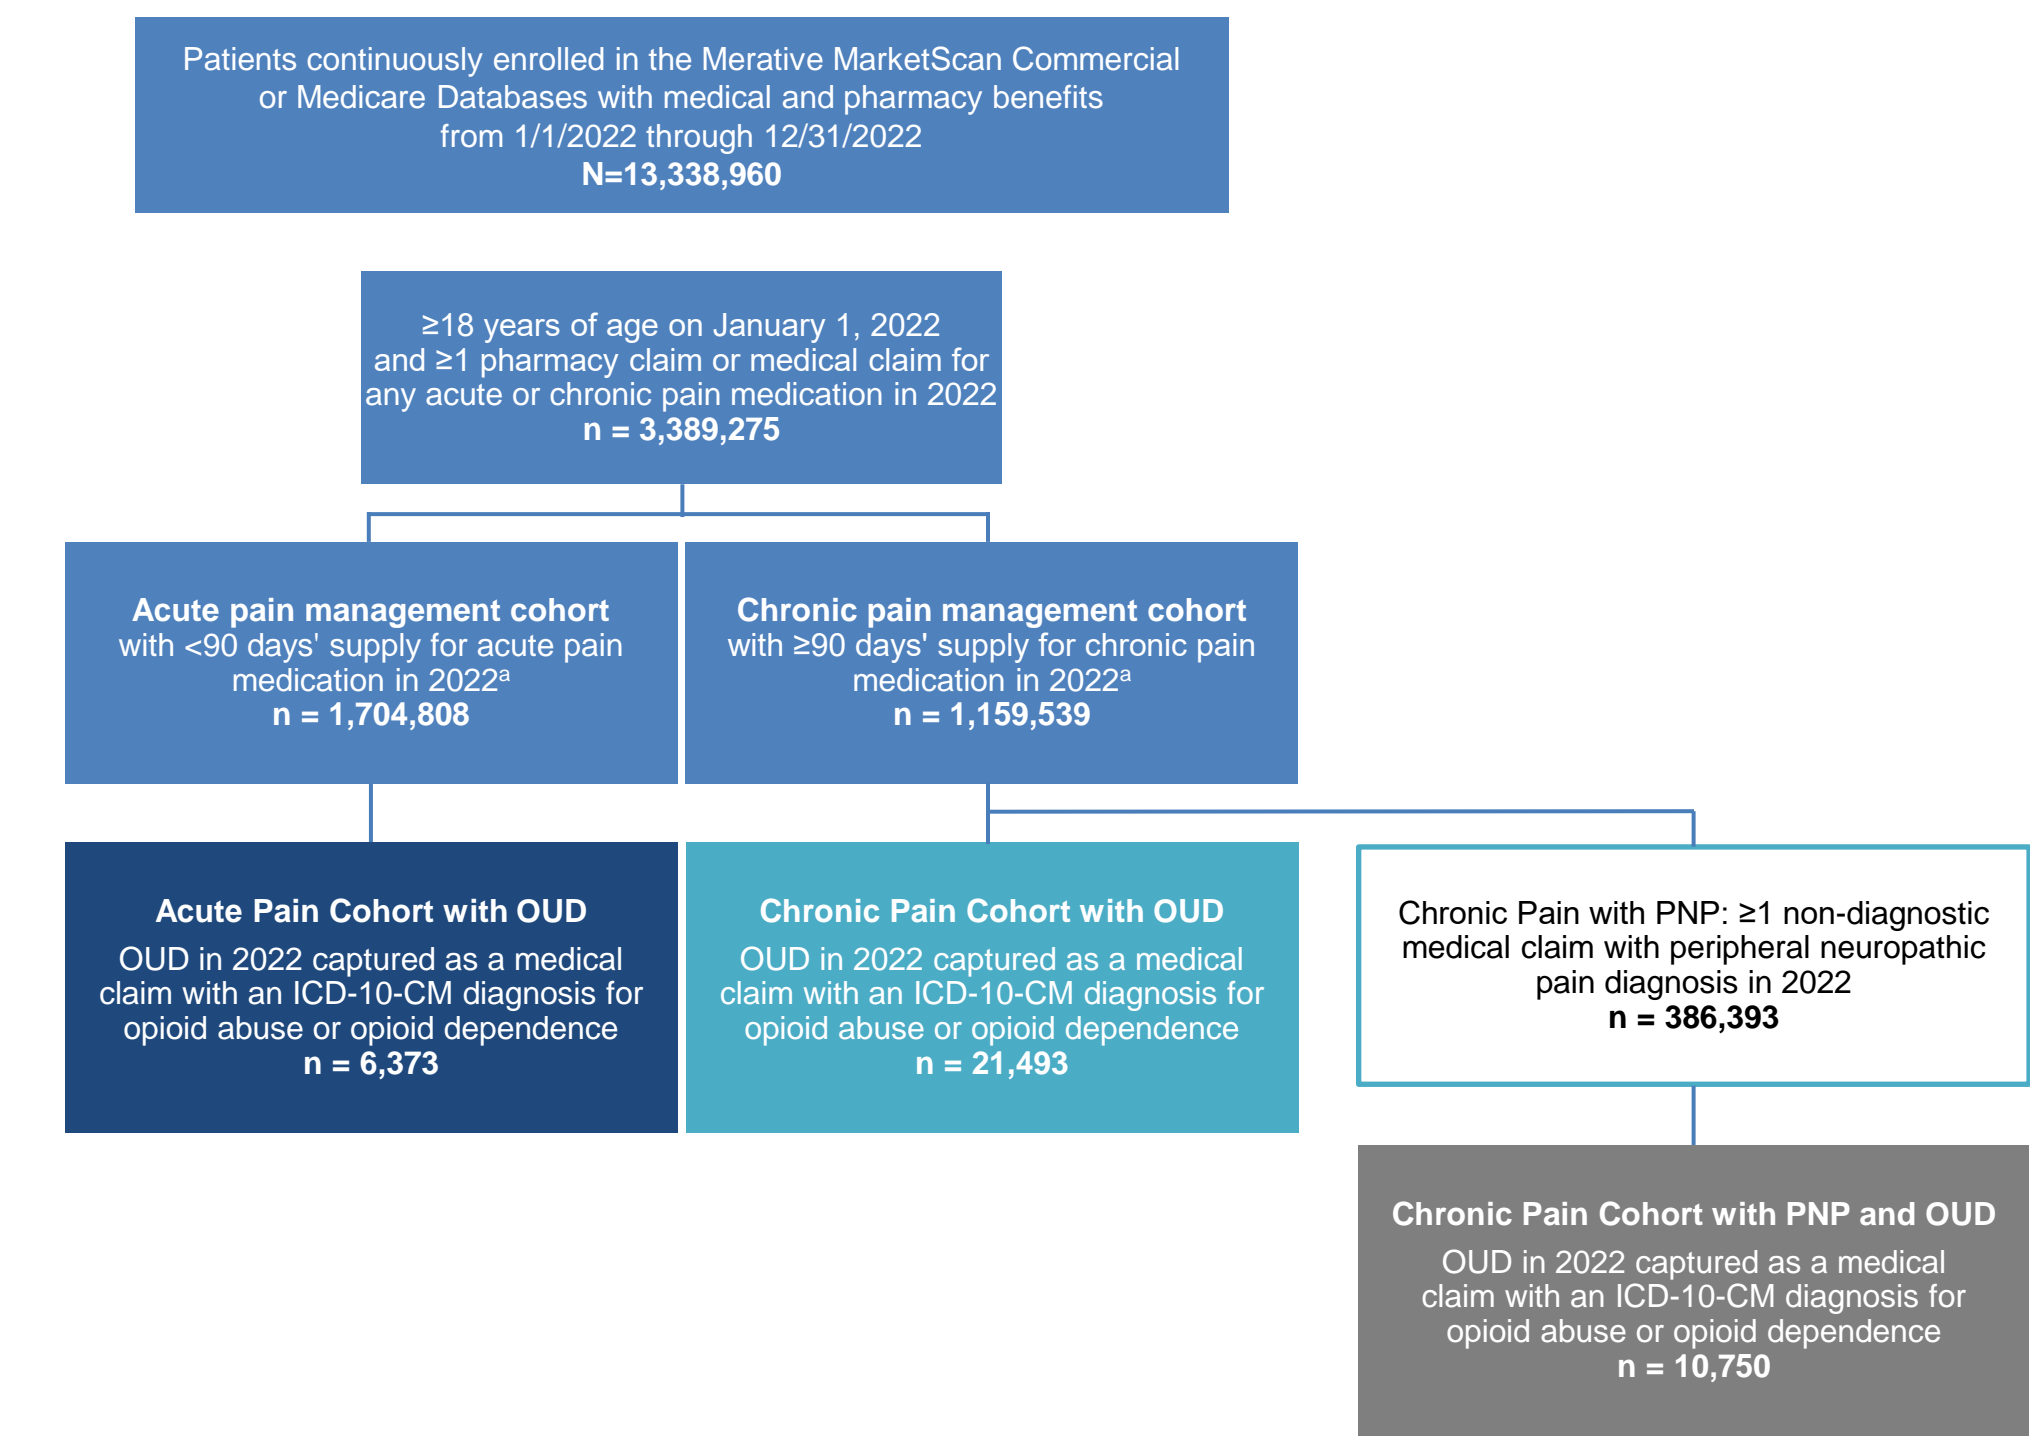 Patients continuously enrolled in the Merative MarketScan Commercial
or Medicare Databases with medical and pharmacy benefits
from 1/1/2022 through 12/31/2022
N=13,338,960
≥18 years of age on January 1, 2022
and ≥1 pharmacy claim or medical claim for
any acute or chronic pain medication in 2022
n = 3,389,275
Acute pain management cohort
with <90 days' supply for acute pain
medication in 2022ᵃ
n = 1,704,808
Chronic pain management cohort
with ≥90 days' supply for chronic pain
medication in 2022ᵃ
n = 1,159,539
Acute Pain Cohort with OUD
OUD in 2022 captured as a medical
claim with an ICD-10-CM diagnosis for
opioid abuse or opioid dependence
n = 6,373
Chronic Pain Cohort with OUD
OUD in 2022 captured as a medical
claim with an ICD-10-CM diagnosis for
opioid abuse or opioid dependence
n = 21,493
Chronic Pain with PNP: ≥1 non-diagnostic
medical claim with peripheral neuropathic
pain diagnosis in 2022
n = 386,393
Chronic Pain Cohort with PNP and OUD
OUD in 2022 captured as a medical
claim with an ICD-10-CM diagnosis for
opioid abuse or opioid dependence
n = 10,750